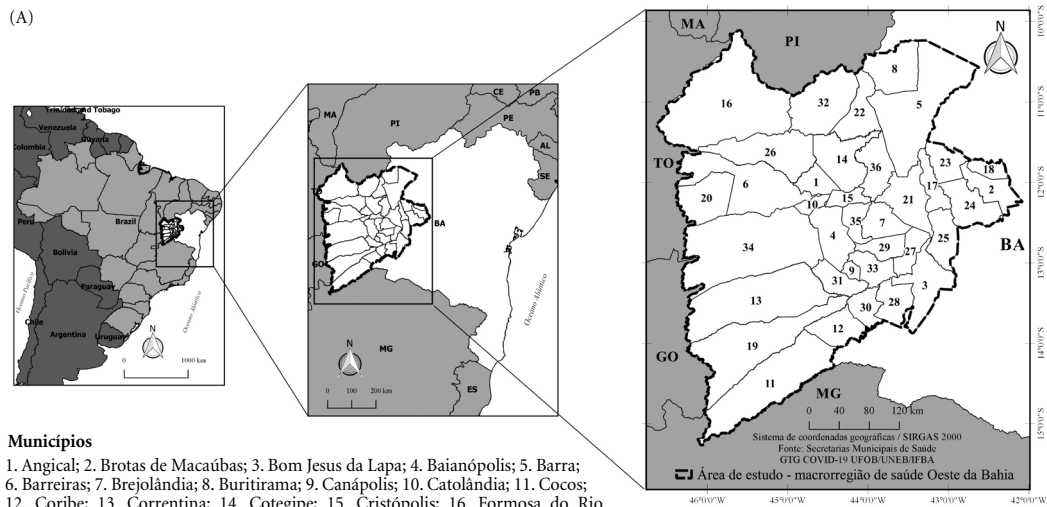 (A)
Trinidad and Tobago
Venezuela
Guyana
Colombia
Brazil
Peru
Bolivia
Paraguay
Chile
Argentina
Uruguay
Oceano Pacífico
Oceano Atlântico
N
0 1000 km
MA
CE
PB
PI
PE
AL
SE
TO
BA
GO
MG
ES
Oceano Atlântico
N
0 100 200 km
MA
PI
N
8
16
32
22
5
26
14
36
23
18
TO
6
1
17
2
20
10
15
21
24
35
7
4
25
BA
34
29
27
9
33
31
3
13
28
30
12
19
GO
11
MG
0 40 80 120 km
Sistema de coordenadas geográficas / SIRGAS 2000
Fonte: Secretarias Municipais de Saúde
GTG COVID-19 UFOB/UNEB/IFBA
Área de estudo - macrorregião de saúde Oeste da Bahia
10°0'0"S
11°0'0"S
12°0'0"S
13°0'0"S
14°0'0"S
15°0'0"S
46°0'0"W 45°0'0"W 44°0'0"W 43°0'0"W 42°0'0"W
Municípios
1. Angical; 2. Brotas de Macaúbas; 3. Bom Jesus da Lapa; 4. Baianópolis; 5. Barra;
6. Barreiras; 7. Brejolândia; 8. Buritirama; 9. Canápolis; 10. Catolândia; 11. Cocos;
12. Coribe; 13. Correntina; 14. Cotegipe; 15. Cristópolis; 16. Formosa do Rio